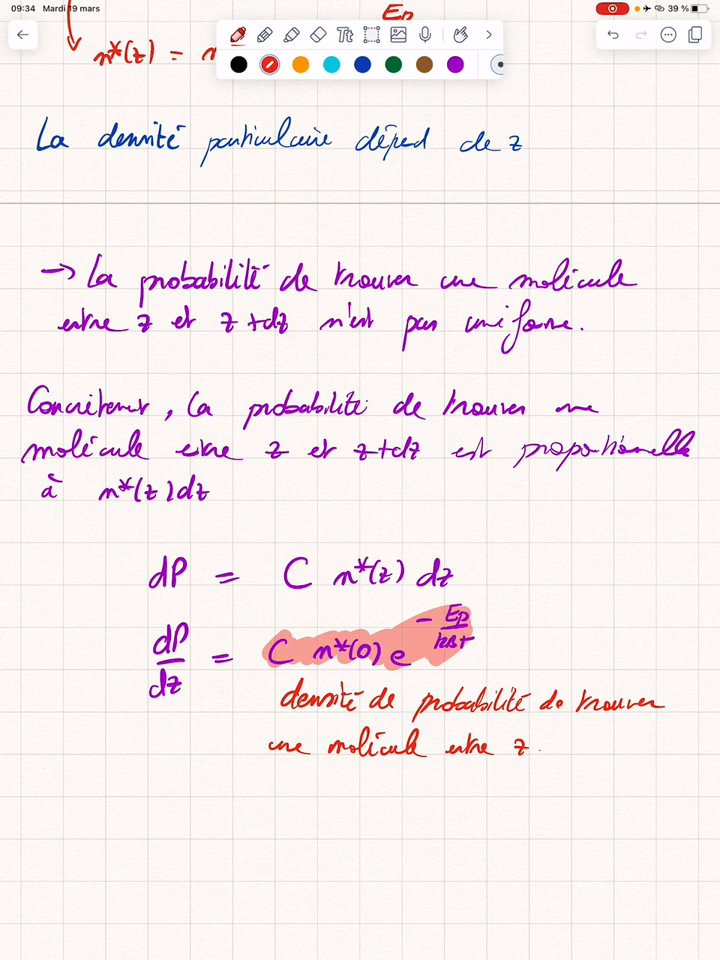 09:34 Mardi 19 mars
39 %
Ep
n*(z) = n
Tt
La densité particulaire dépend de z
→ La probabilité de trouver une molécule
entre z et z+dz n'est pas uniforme.
Concrètement, la probabilité de trouver une
molécule entre z et z+dz est proportionnelle
à n*(z)dz
dP = C n*(z) dz
dP/dz = C n*(0) e^(-Ep/kBT)
densité de probabilité de trouver
une molécule entre z.